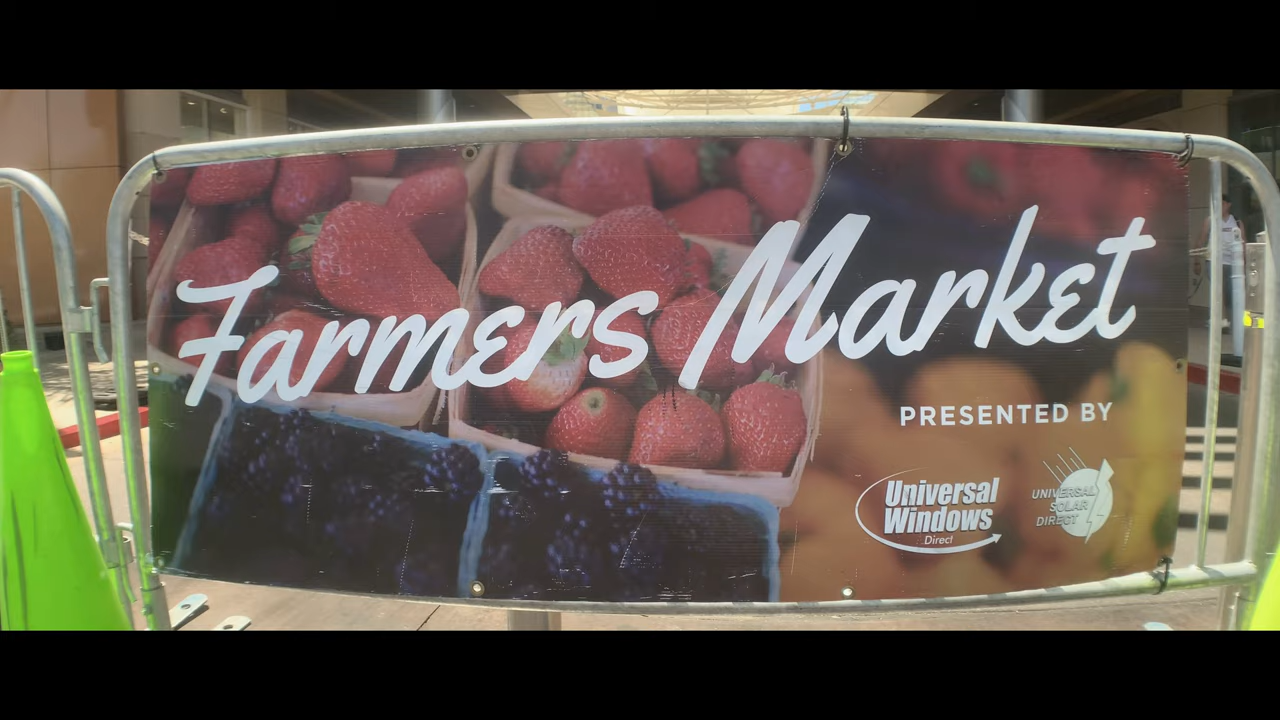 Farmers Market
PRESENTED BY
Universal
Windows
Direct
UNIVERSAL
SOLAR
DIRECT